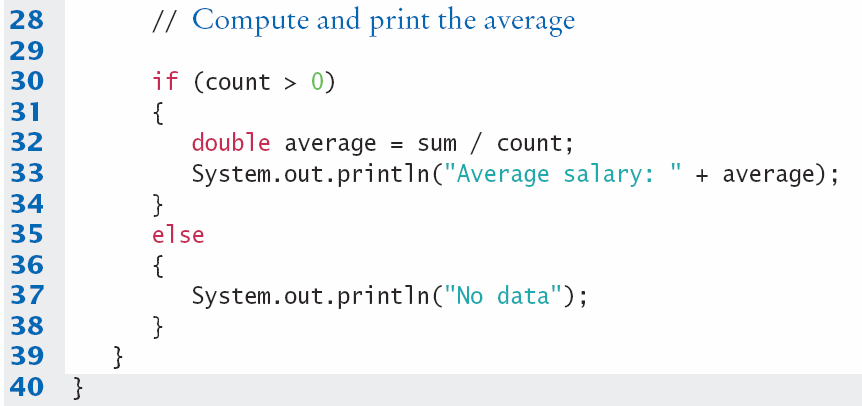 28 // Compute and print the average
29
30 if (count > 0)
31 {
32 double average = sum / count;
33 System.out.println("Average salary: " + average);
34 }
35 else
36 {
37 System.out.println("No data");
38 }
39 }
40 }